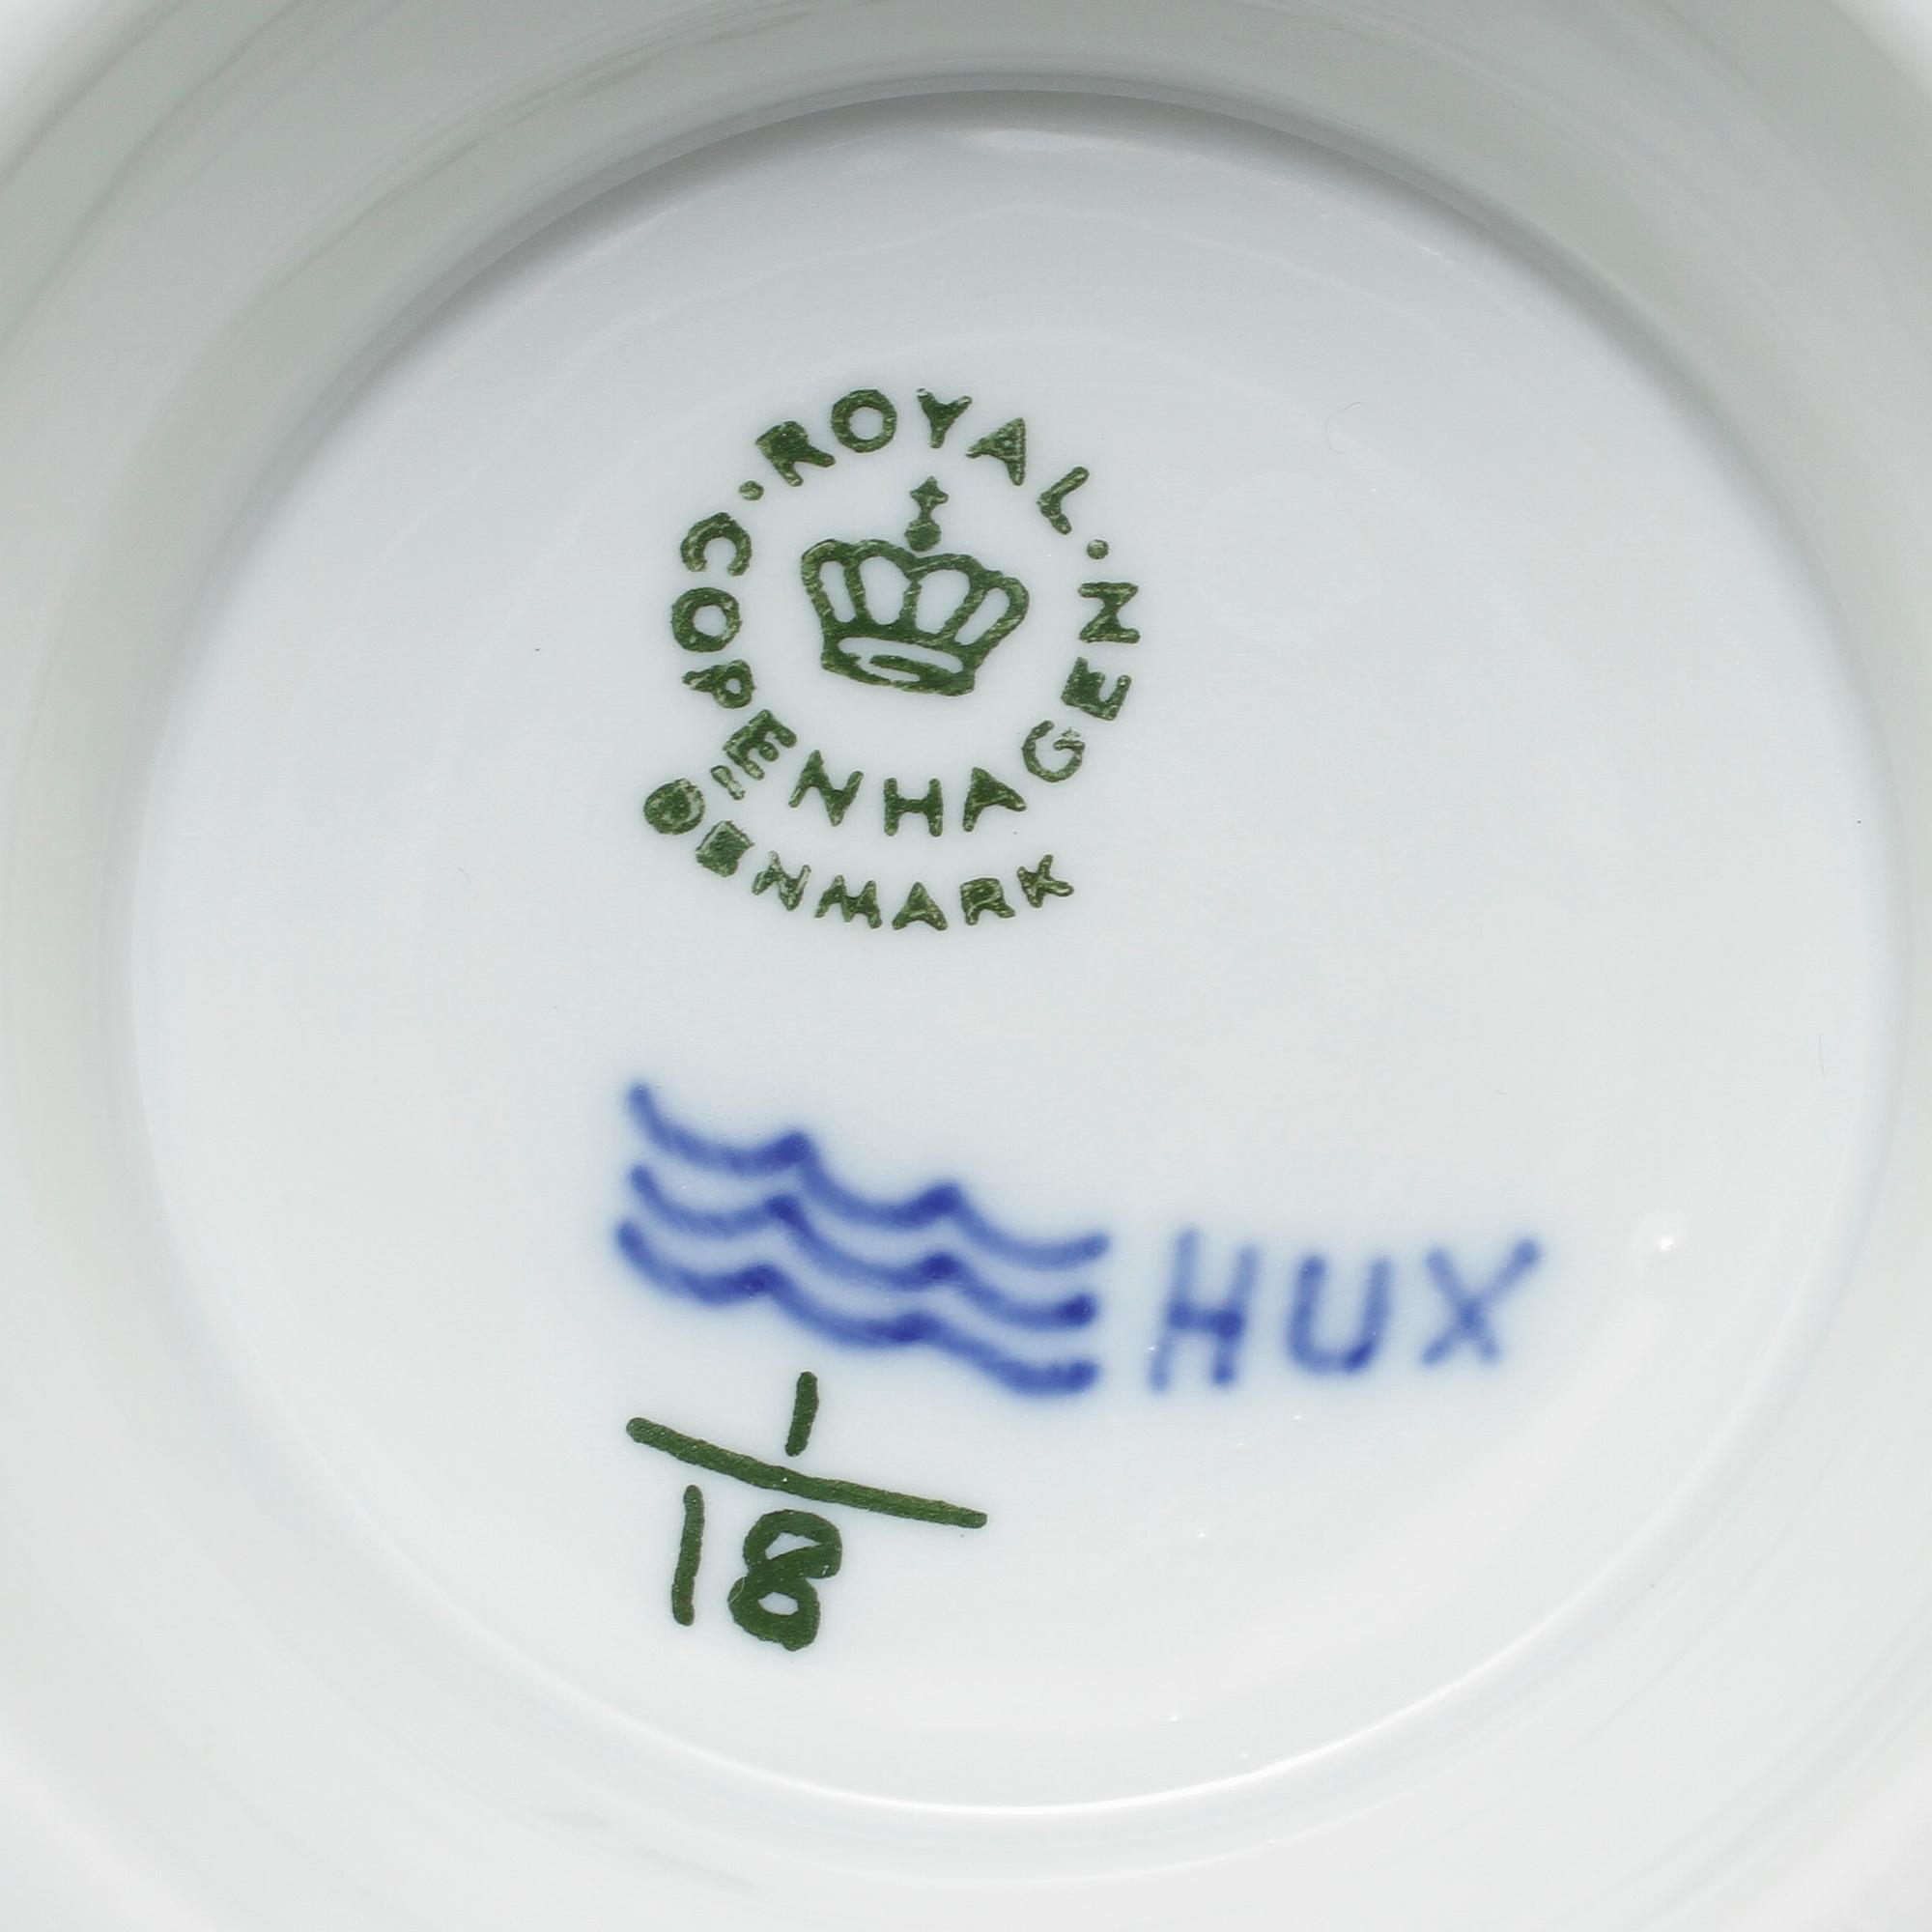 ROYAL
COPENHAGEN
DENMARK
HUX
1
18